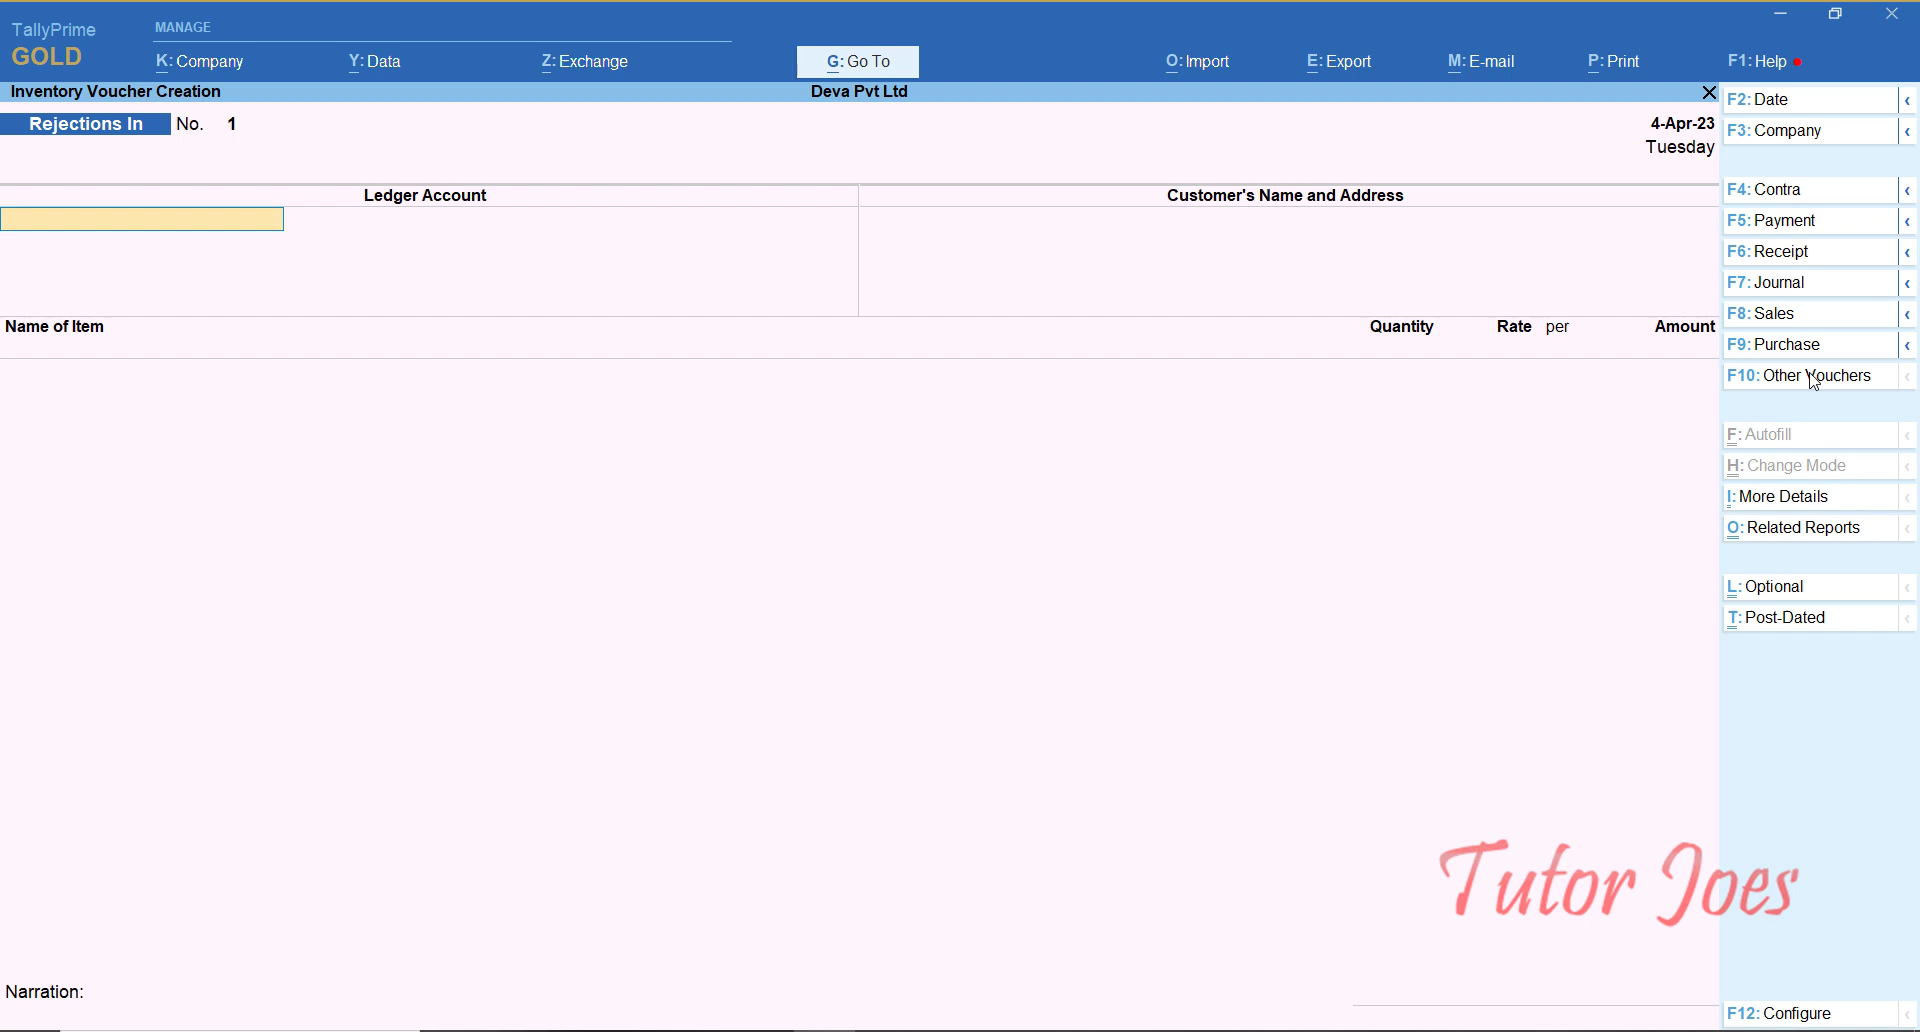 TallyPrime
GOLD
MANAGE
K: Company
Y: Data
Z: Exchange
G: Go To
O: Import
E: Export
M: E-mail
P: Print
F1: Help
Inventory Voucher Creation
Deva Pvt Ltd
Rejections In No. 1
4-Apr-23
Tuesday
Ledger Account
Customer's Name and Address
Name of Item
Quantity
Rate per
Amount
F2: Date
F3: Company
F4: Contra
F5: Payment
F6: Receipt
F7: Journal
F8: Sales
F9: Purchase
F10: Other Vouchers
F: Autofill
H: Change Mode
I: More Details
O: Related Reports
L: Optional
T: Post-Dated
Tutor Joes
Narration:
F12: Configure